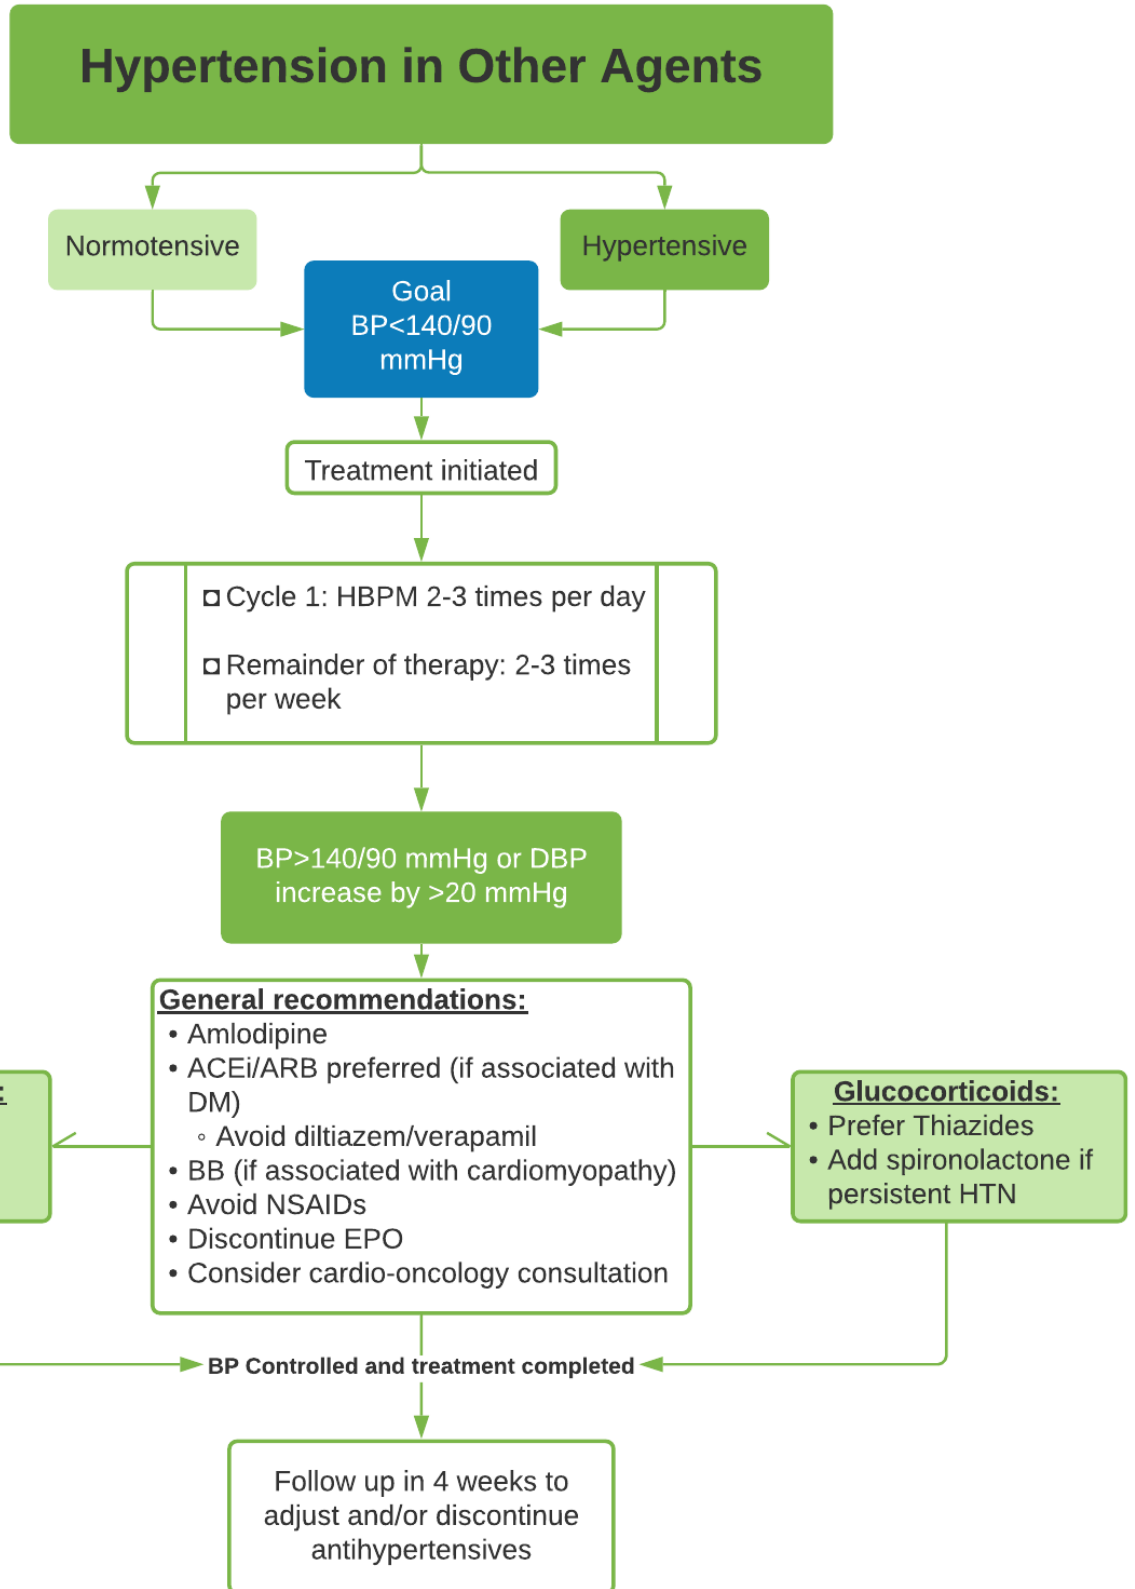 Hypertension in Other Agents
Normotensive
Hypertensive
Goal
BP<140/90
mmHg
Treatment initiated
◘ Cycle 1: HBPM 2-3 times per day
◘ Remainder of therapy: 2-3 times
per week
BP>140/90 mmHg or DBP
increase by >20 mmHg
General recommendations:
• Amlodipine
• ACEi/ARB preferred (if associated with
DM)
◦ Avoid diltiazem/verapamil
• BB (if associated with cardiomyopathy)
• Avoid NSAIDs
• Discontinue EPO
• Consider cardio-oncology consultation
:
Glucocorticoids:
• Prefer Thiazides
• Add spironolactone if
persistent HTN
BP Controlled and treatment completed
Follow up in 4 weeks to
adjust and/or discontinue
antihypertensives